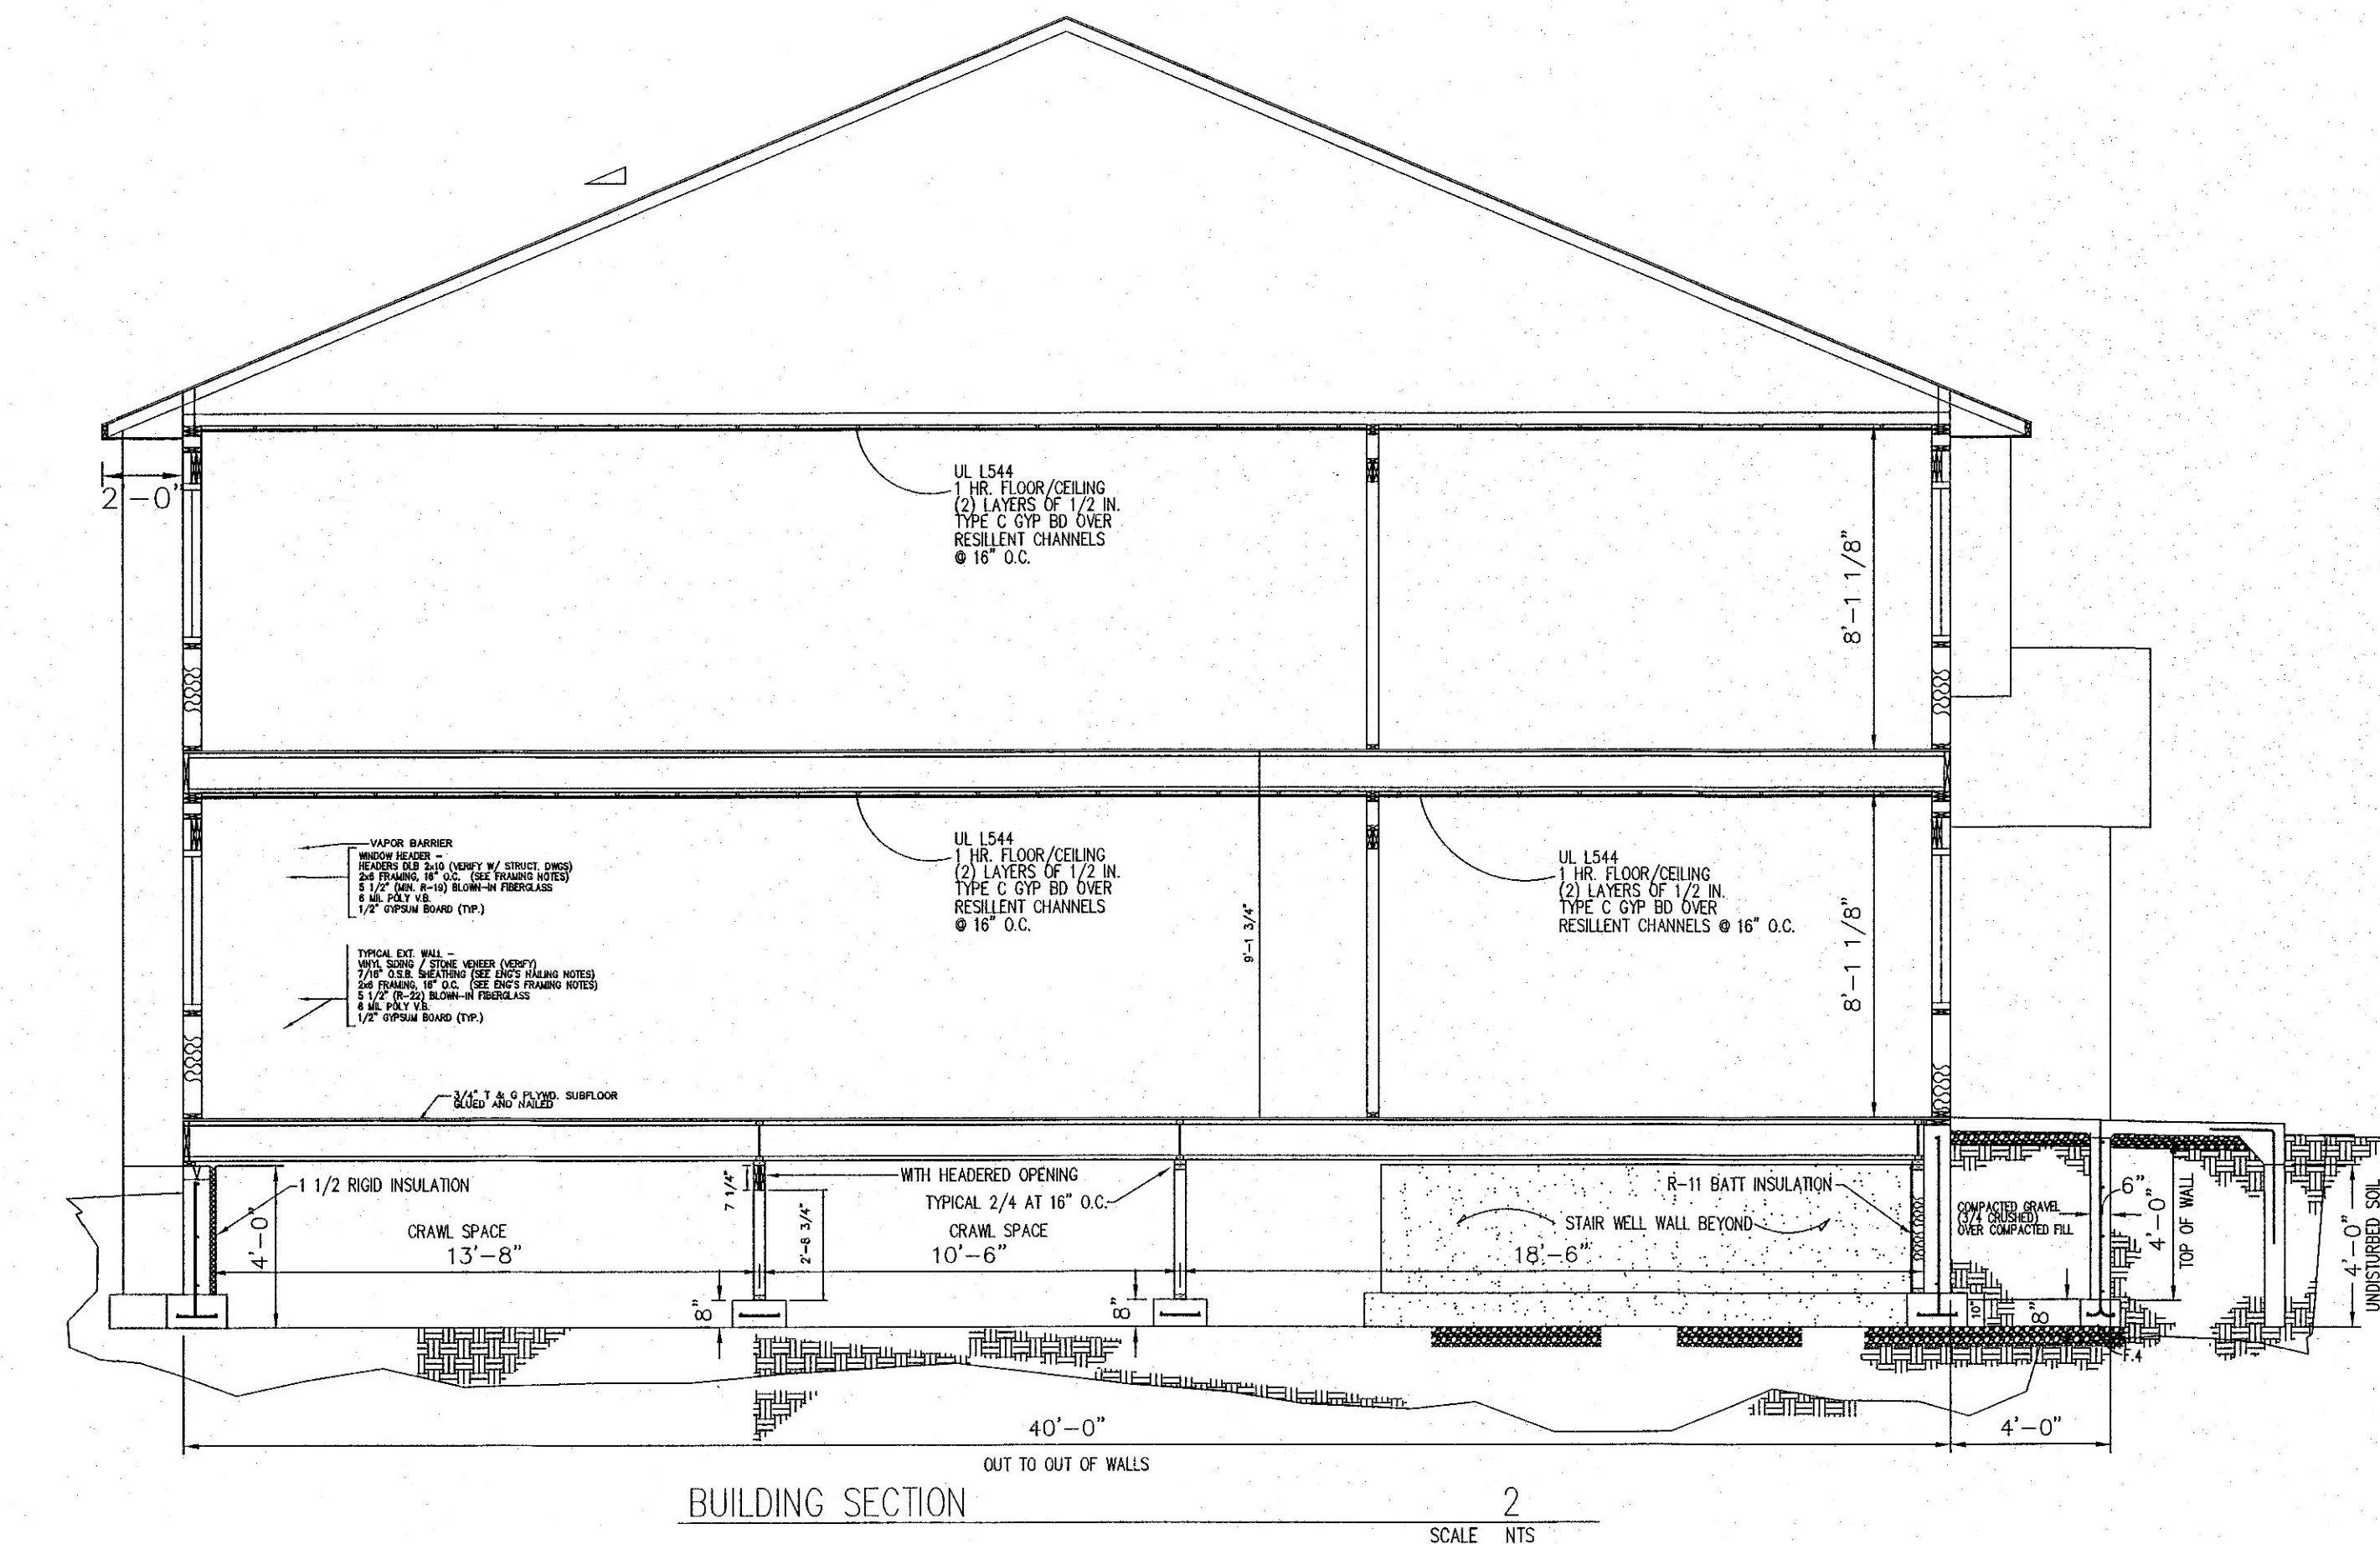 2'-0"
UL L544
1 HR. FLOOR/CEILING
(2) LAYERS OF 1/2 IN.
TYPE C GYP BD OVER
RESILLENT CHANNELS
@ 16" O.C.
8'-1 1/8"
VAPOR BARRIER
WINDOW HEADER -
HEADERS DLB 2x10 (VERIFY W/ STRUCT. DWGS)
2x6 FRAMING, 16" O.C. (SEE FRAMING NOTES)
5 1/2" (MIN. R-19) BLOWN-IN FIBERGLASS
6 MIL POLY V.B.
1/2" GYPSUM BOARD (TYP.)
UL L544
1 HR. FLOOR/CEILING
(2) LAYERS OF 1/2 IN.
TYPE C GYP BD OVER
RESILLENT CHANNELS
@ 16" O.C.
UL L544
1 HR. FLOOR/CEILING
(2) LAYERS OF 1/2 IN.
TYPE C GYP BD OVER
RESILLENT CHANNELS @ 16" O.C.
9'-1 3/4"
8'-1 1/8"
TYPICAL EXT. WALL -
VINYL SIDING / STONE VENEER (VERIFY)
7/16" O.S.B. SHEATHING (SEE ENG'S NAILING NOTES)
2x6 FRAMING, 16" O.C. (SEE ENG'S FRAMING NOTES)
5 1/2" (R-22) BLOWN-IN FIBERGLASS
6 MIL POLY V.B.
1/2" GYPSUM BOARD (TYP.)
3/4" T & G PLYWD. SUBFLOOR
GLUED AND NAILED
1 1/2 RIGID INSULATION
4'-0"
CRAWL SPACE
13'-8"
7 1/4"
2'-8 3/4"
8"
WITH HEADERED OPENING
TYPICAL 2/4 AT 16" O.C.
CRAWL SPACE
10'-6"
8"
R-11 BATT INSULATION
STAIR WELL WALL BEYOND
18'-6"
COMPACTED GRAVEL
(3/4 CRUSHED)
OVER COMPACTED FILL
6"
4'-0"
TOP OF WALL
4'-0"
UNDISTURBED SOIL
10"
8"
F.4
40'-0"
4'-0"
OUT TO OUT OF WALLS
BUILDING SECTION 2
SCALE NTS